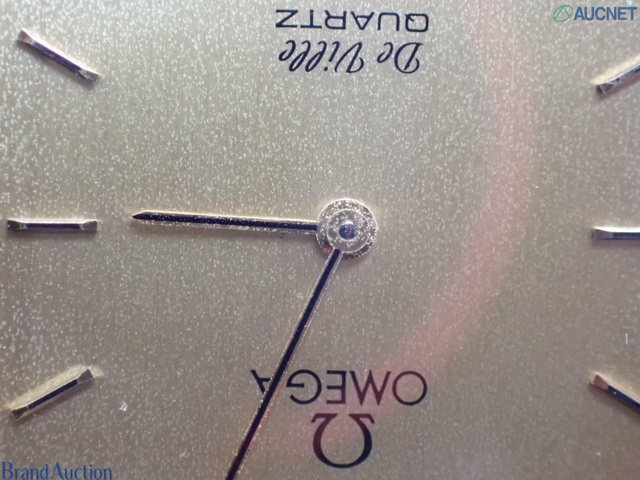 Ω
OMEGA
De Ville
QUARTZ
AUCNET
BrandAuction